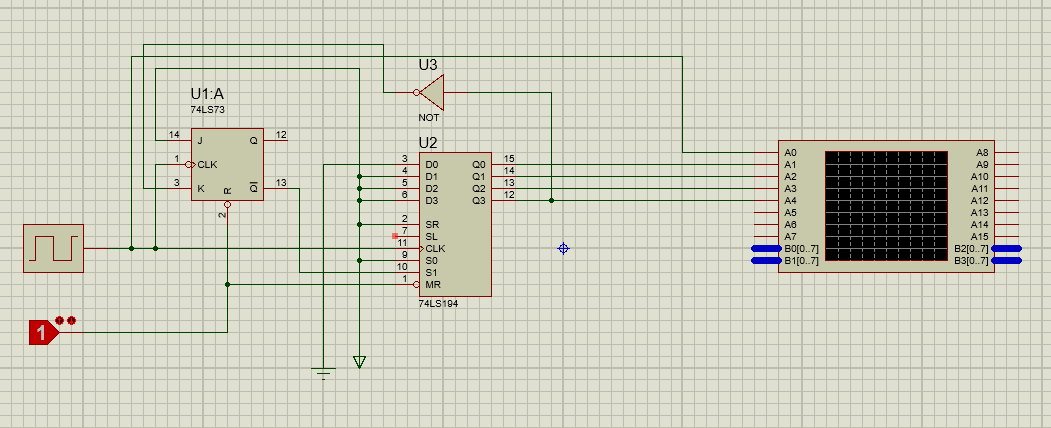 U3
NOT
U1:A
74LS73
14 J Q 12
1 CLK
3 K Q 13
R
2
U2
3 D0 Q0 15
4 D1 Q1 14
5 D2 Q2 13
6 D3 Q3 12
2 SR
7 SL
11 CLK
9 S0
10 S1
1 MR
74LS194
1
A0 A8
A1 A9
A2 A10
A3 A11
A4 A12
A5 A13
A6 A14
A7 A15
B0[0..7] B2[0..7]
B1[0..7] B3[0..7]